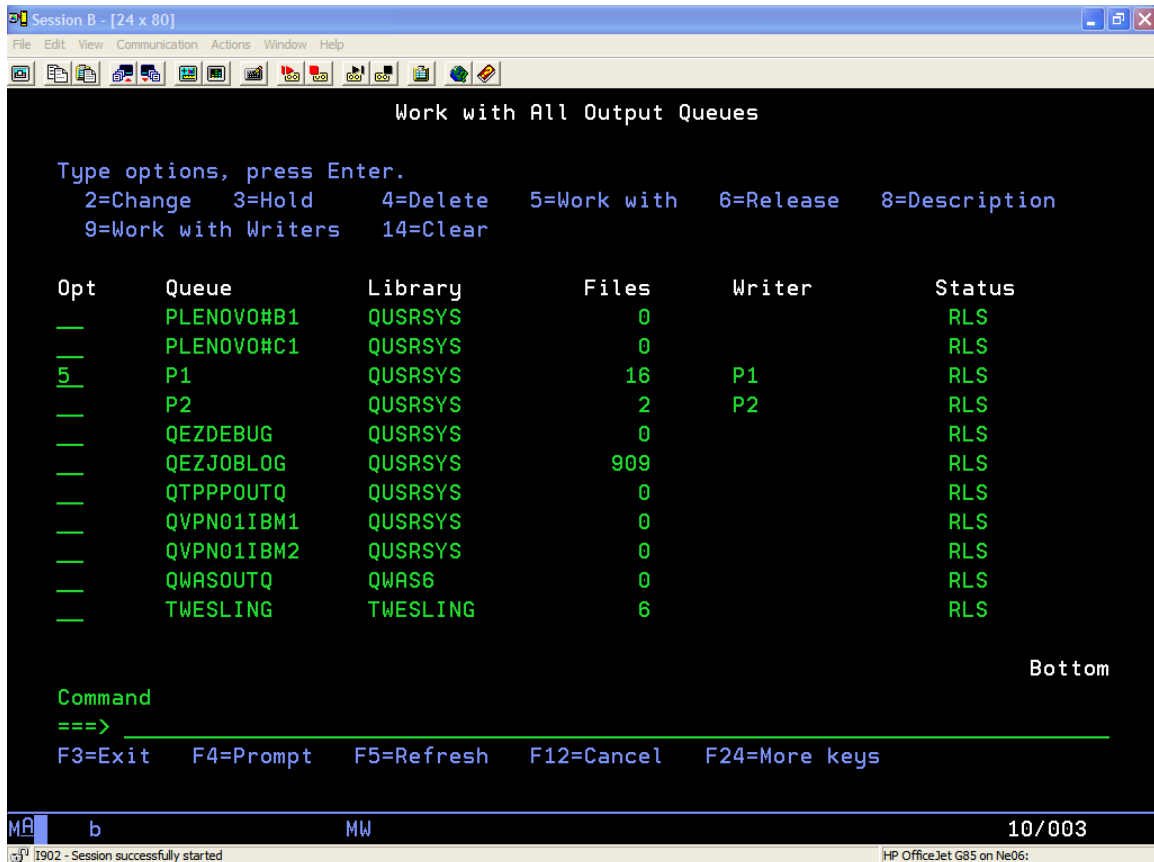 Session B - [24 x 80]
File Edit View Communication Actions Window Help
Work with All Output Queues
Type options, press Enter.
2=Change 3=Hold 4=Delete 5=Work with 6=Release 8=Description
9=Work with Writers 14=Clear
Opt Queue Library Files Writer Status
PLENOVO#B1 QUSRSYS 0 RLS
PLENOVO#C1 QUSRSYS 0 RLS
5 P1 QUSRSYS 16 P1 RLS
P2 QUSRSYS 2 P2 RLS
QEZDEBUG QUSRSYS 0 RLS
QEZJOBLOG QUSRSYS 909 RLS
QTPPPOUTQ QUSRSYS 0 RLS
QVPN01IBM1 QUSRSYS 0 RLS
QVPN01IBM2 QUSRSYS 0 RLS
QWASOUTQ QWAS6 0 RLS
TWESLING TWESLING 6 RLS
Bottom
Command
===>
F3=Exit F4=Prompt F5=Refresh F12=Cancel F24=More keys
MA b MW 10/003
I902 - Session successfully started HP OfficeJet G85 on Ne06: